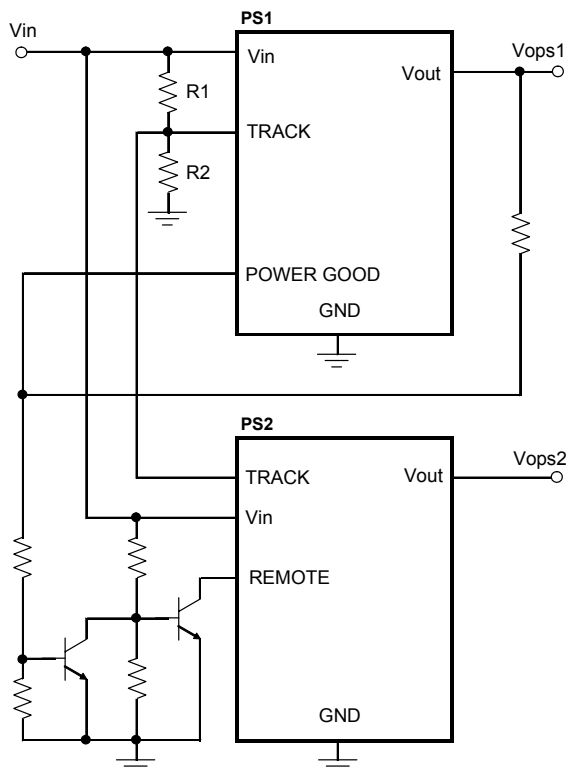 PS1
Vin
Vops1
Vin
Vout
R1
TRACK
R2
POWER GOOD
GND
PS2
Vops2
TRACK
Vout
Vin
REMOTE
GND